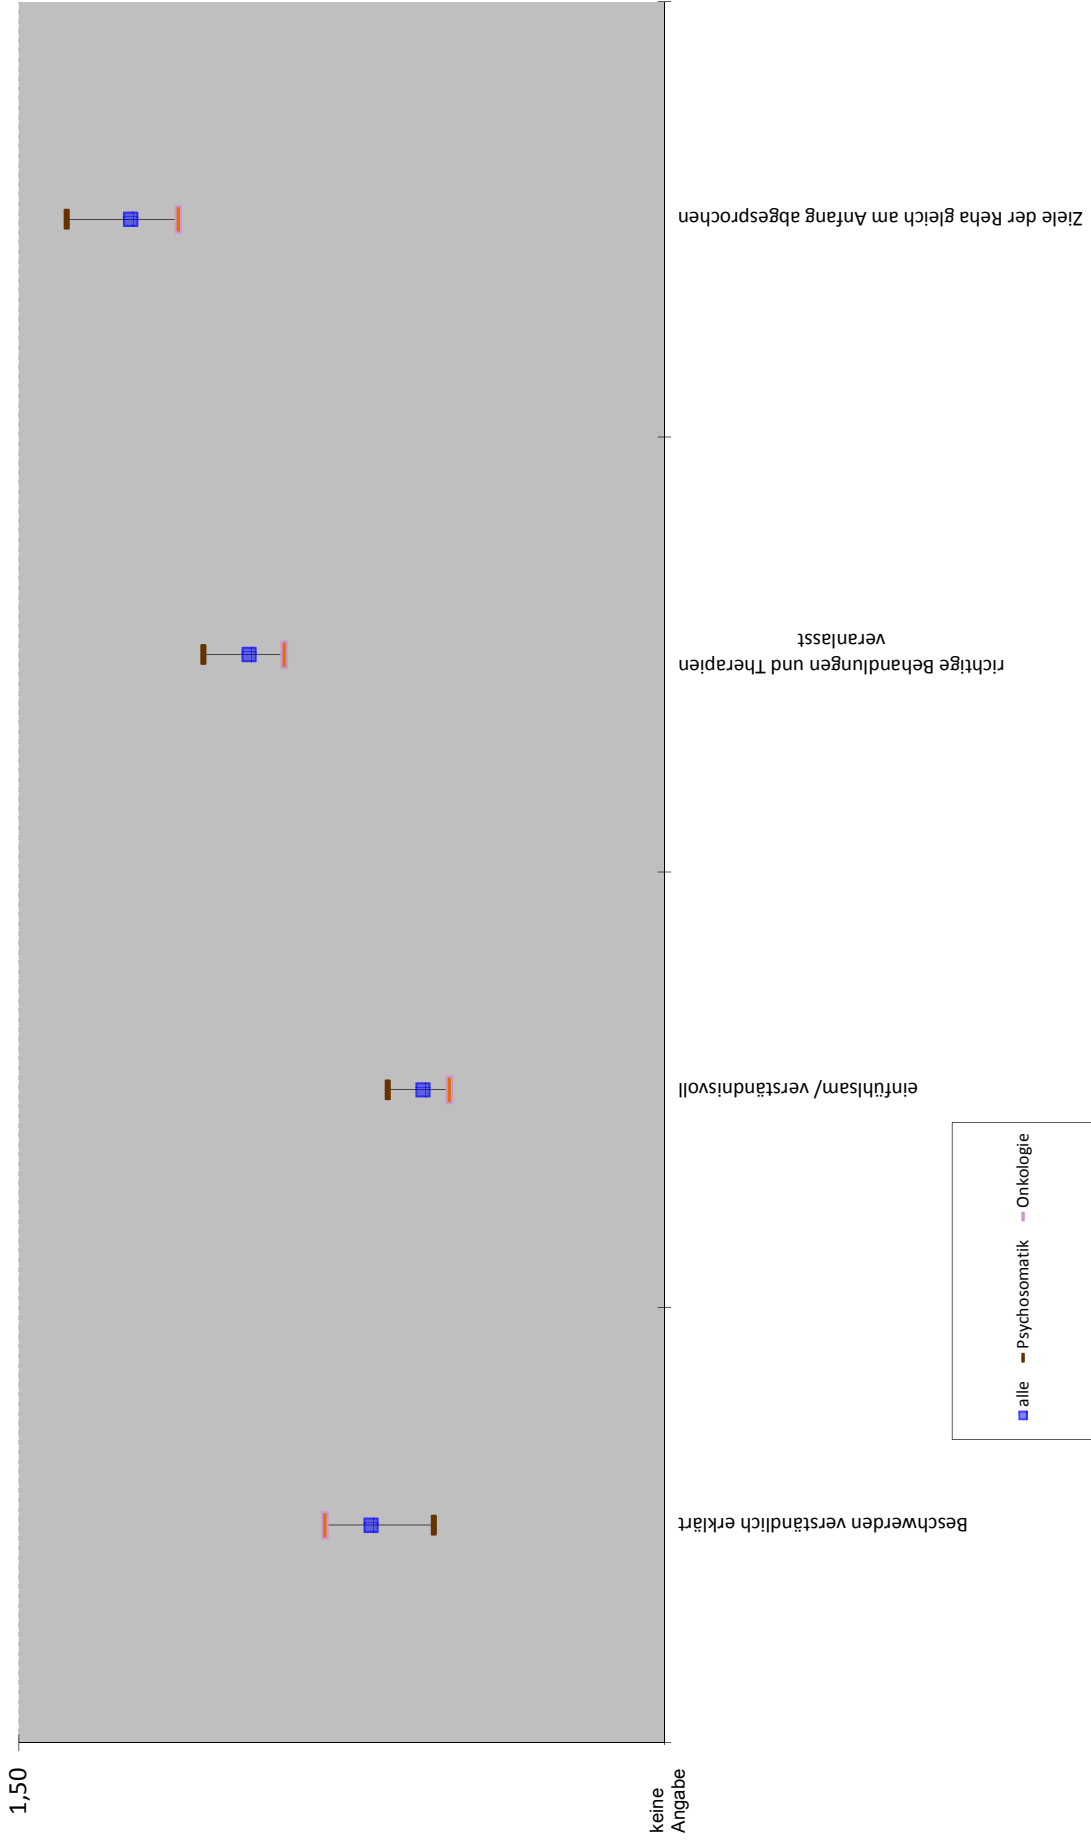 1,50
keine
Angabe
Beschwerden verständlich erklärt
einfühlsam/ verständnisvoll
richtige Behandlungen und Therapien
veranlasst
Ziele der Reha gleich am Anfang abgesprochen
alle Psychosomatik Onkologie